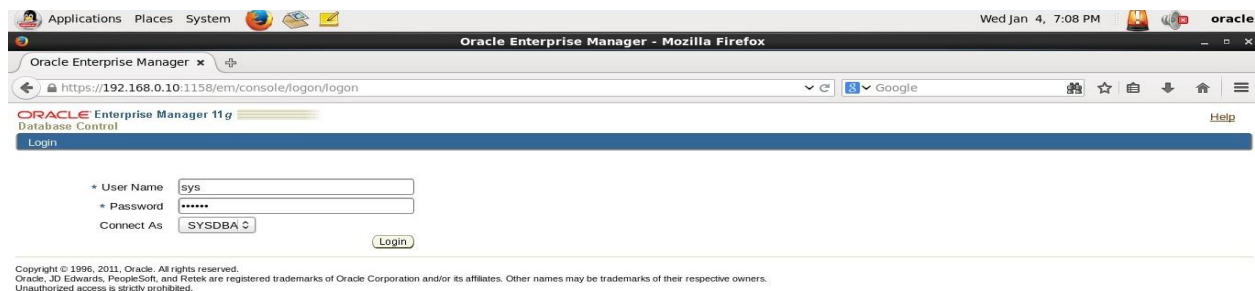 Applications Places System Wed Jan 4, 7:08 PM oracle
Oracle Enterprise Manager - Mozilla Firefox
Oracle Enterprise Manager
https://192.168.0.10:1158/em/console/logon/logon Google
ORACLE Enterprise Manager 11g
Database Control
Help
Login
* User Name sys
* Password ••••••
Connect As SYSDBA
Login
Copyright © 1996, 2011, Oracle. All rights reserved.
Oracle, JD Edwards, PeopleSoft, and Retek are registered trademarks of Oracle Corporation and/or its affiliates. Other names may be trademarks of their respective owners.
Unauthorized access is strictly prohibited.